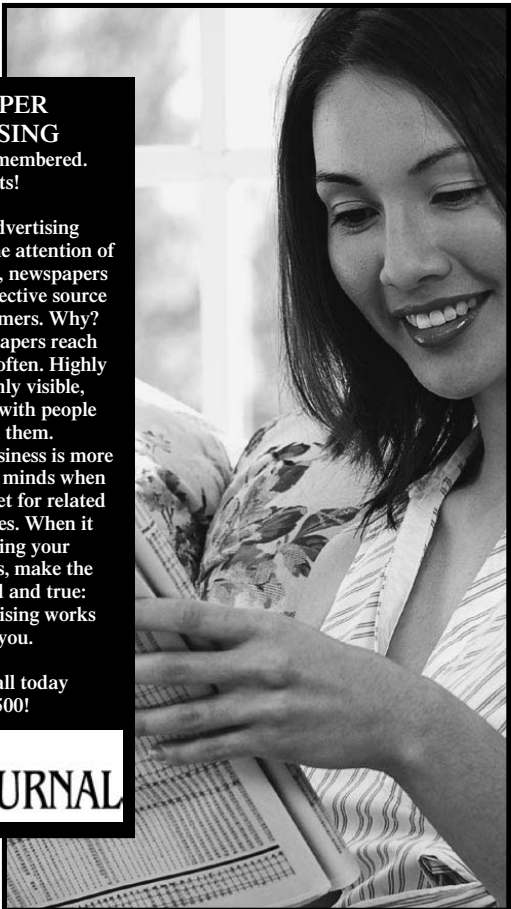 PER
SING
membered.
ts!
dvertising
e attention of
, newspapers
ective source
mers. Why?
apers reach
often. Highly
nly visible,
with people
them.
siness is more
minds when
et for related
es. When it
ing your
s, make the
l and true:
ising works
you.
all today
500!
URNAL